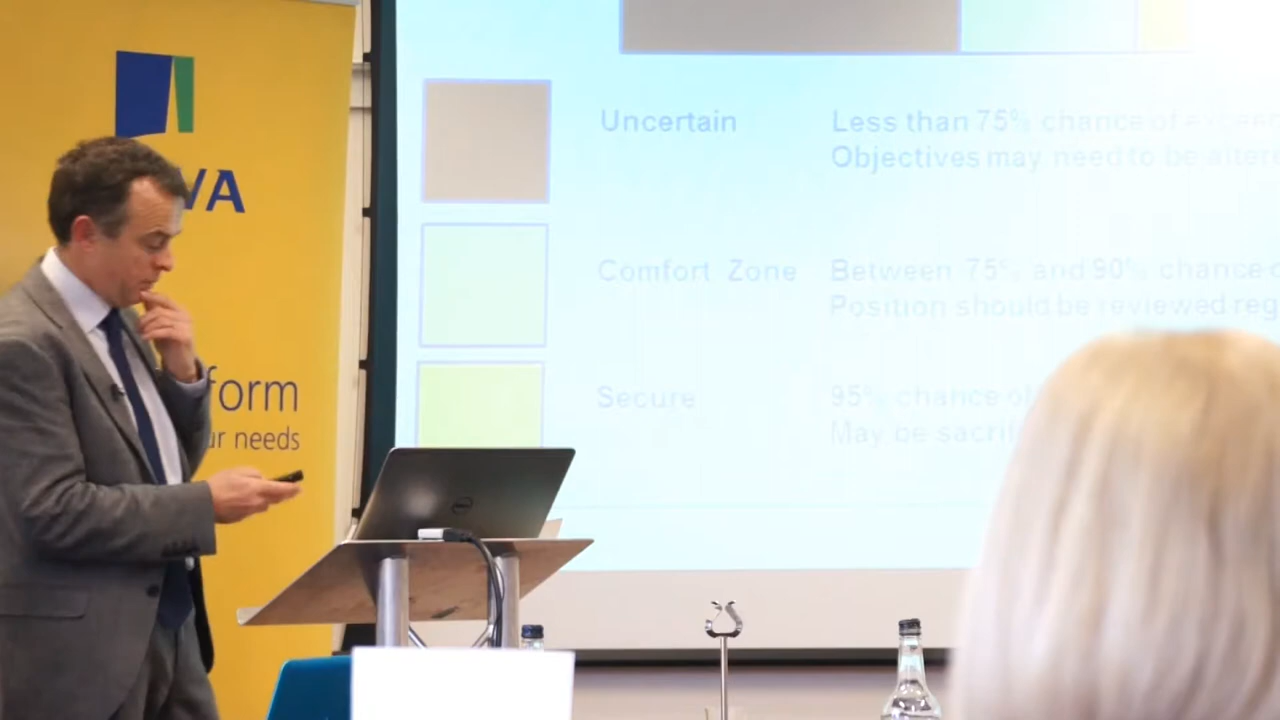 VA
form
ur needs
Uncertain
Less than 75% chance of
Objectives may need to be
Comfort Zone
Between 75% and 90% chance
Position should be reviewed reg
Secure
95% chance of
May be sacrif
DELL